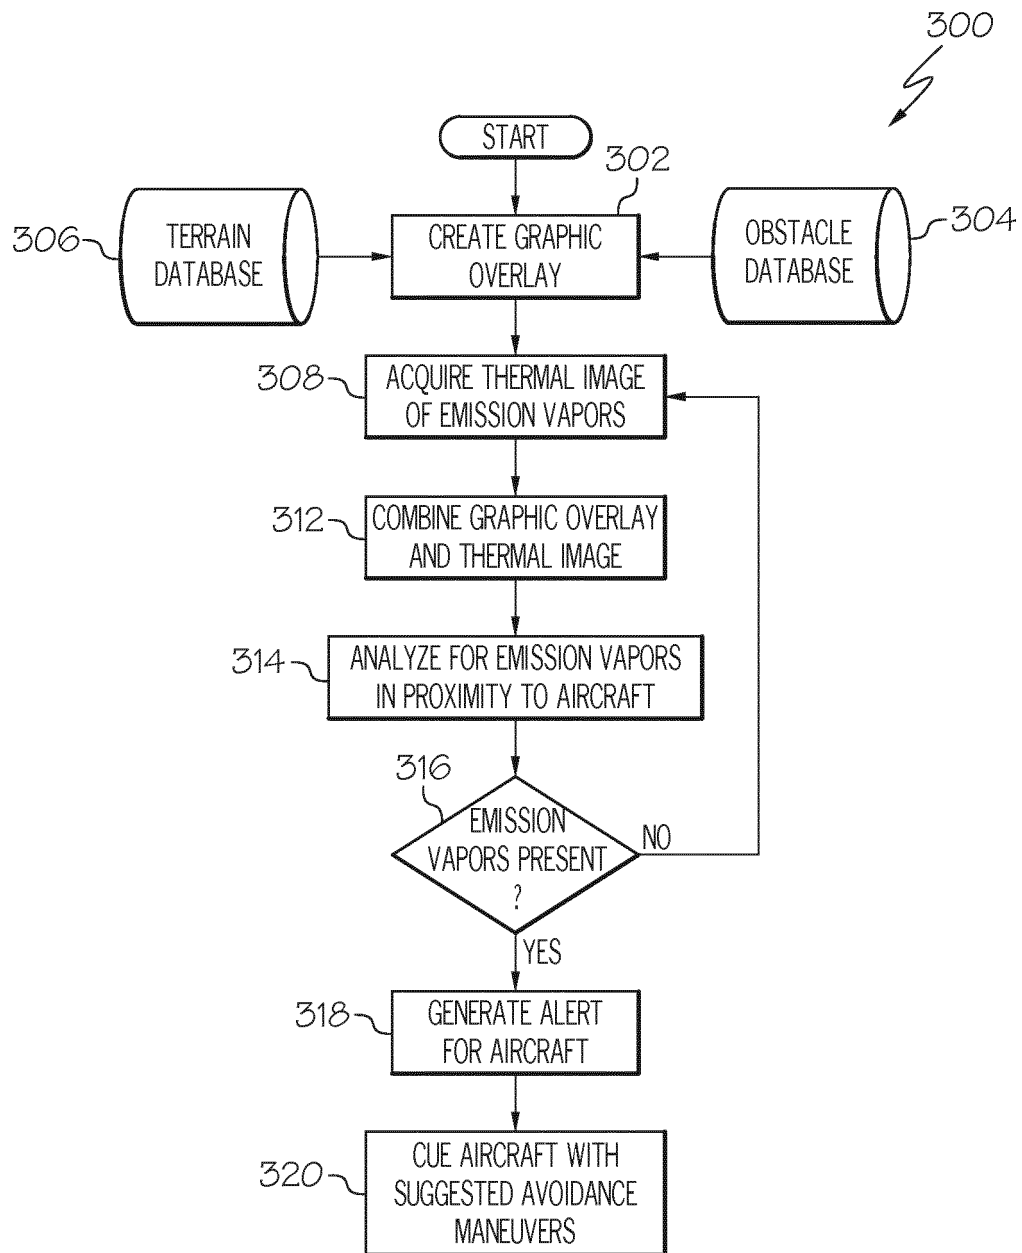 300
START
302
306
TERRAIN
DATABASE
CREATE GRAPHIC
OVERLAY
OBSTACLE
DATABASE
304
308
ACQUIRE THERMAL IMAGE
OF EMISSION VAPORS
312
COMBINE GRAPHIC OVERLAY
AND THERMAL IMAGE
314
ANALYZE FOR EMISSION VAPORS
IN PROXIMITY TO AIRCRAFT
316
EMISSION
VAPORS PRESENT
?
NO
YES
318
GENERATE ALERT
FOR AIRCRAFT
320
CUE AIRCRAFT WITH
SUGGESTED AVOIDANCE
MANEUVERS